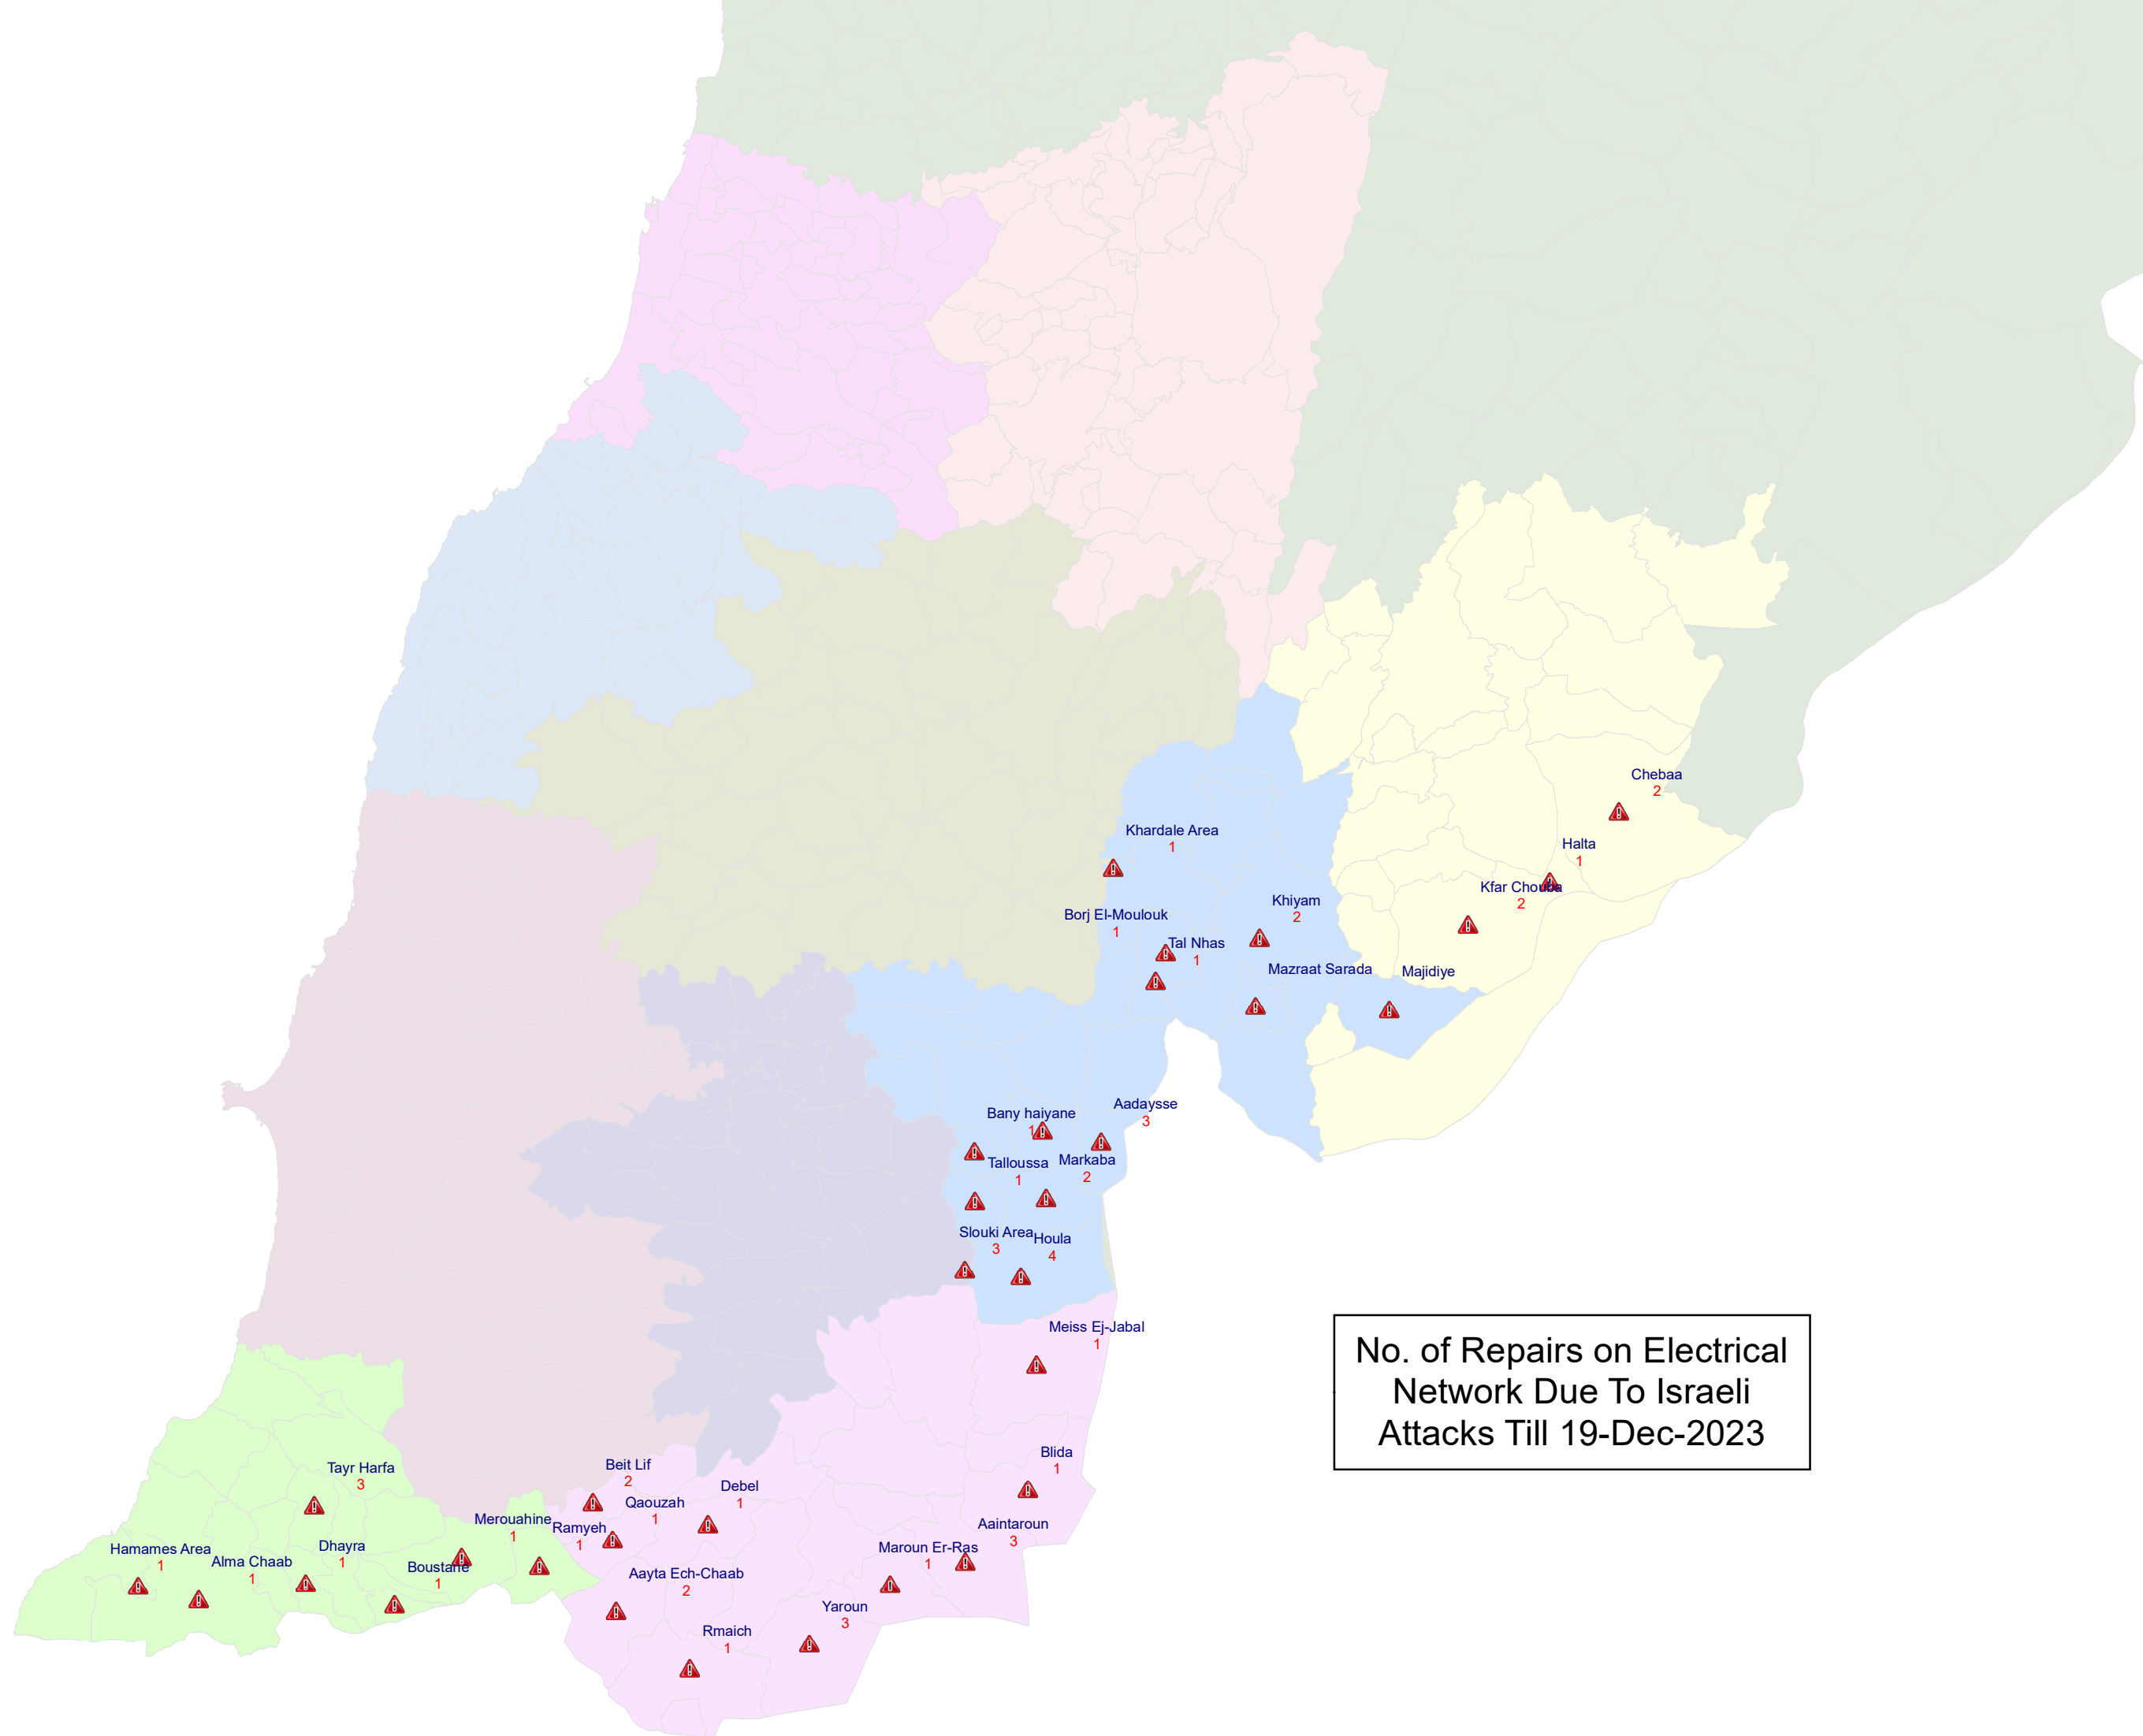 Chebaa
2
Khardale Area
1
Halta
1
Kfar Chouba
2
Khiyam
2
Borj El-Moulouk
1
Tal Nhas
1
Mazraat Sarada
Majidiye
Aadaysse
3
Bany haiyane
1
Markaba
2
Talloussa
1
Slouki Area
3
Houla
4
Meiss Ej-Jabal
1
No. of Repairs on Electrical
Network Due To Israeli
Attacks Till 19-Dec-2023
Blida
1
Beit Lif
2
Tayr Harfa
3
Debel
1
Qaouzah
1
Merouahine
1
Ramyeh
1
Aaintaroun
3
Dhayra
1
Maroun Er-Ras
1
Hamames Area
1
Alma Chaab
1
Boustane
1
Aayta Ech-Chaab
2
Yaroun
3
Rmaich
1